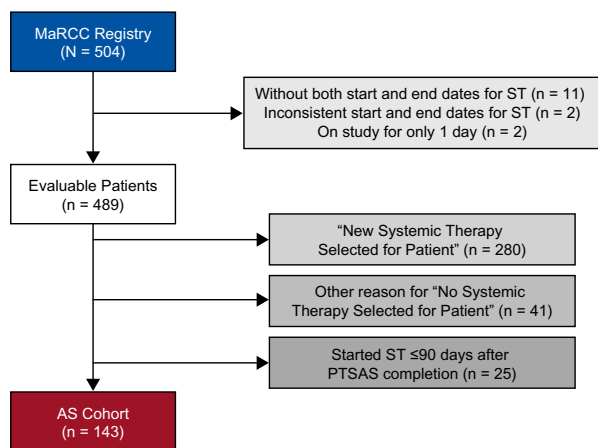 MaRCC Registry
(N = 504)
Without both start and end dates for ST (n = 11)
Inconsistent start and end dates for ST (n = 2)
On study for only 1 day (n = 2)
Evaluable Patients
(n = 489)
“New Systemic Therapy
Selected for Patient” (n = 280)
Other reason for “No Systemic
Therapy Selected for Patient” (n = 41)
Started ST ≤90 days after
PTSAS completion (n = 25)
AS Cohort
n = 143)